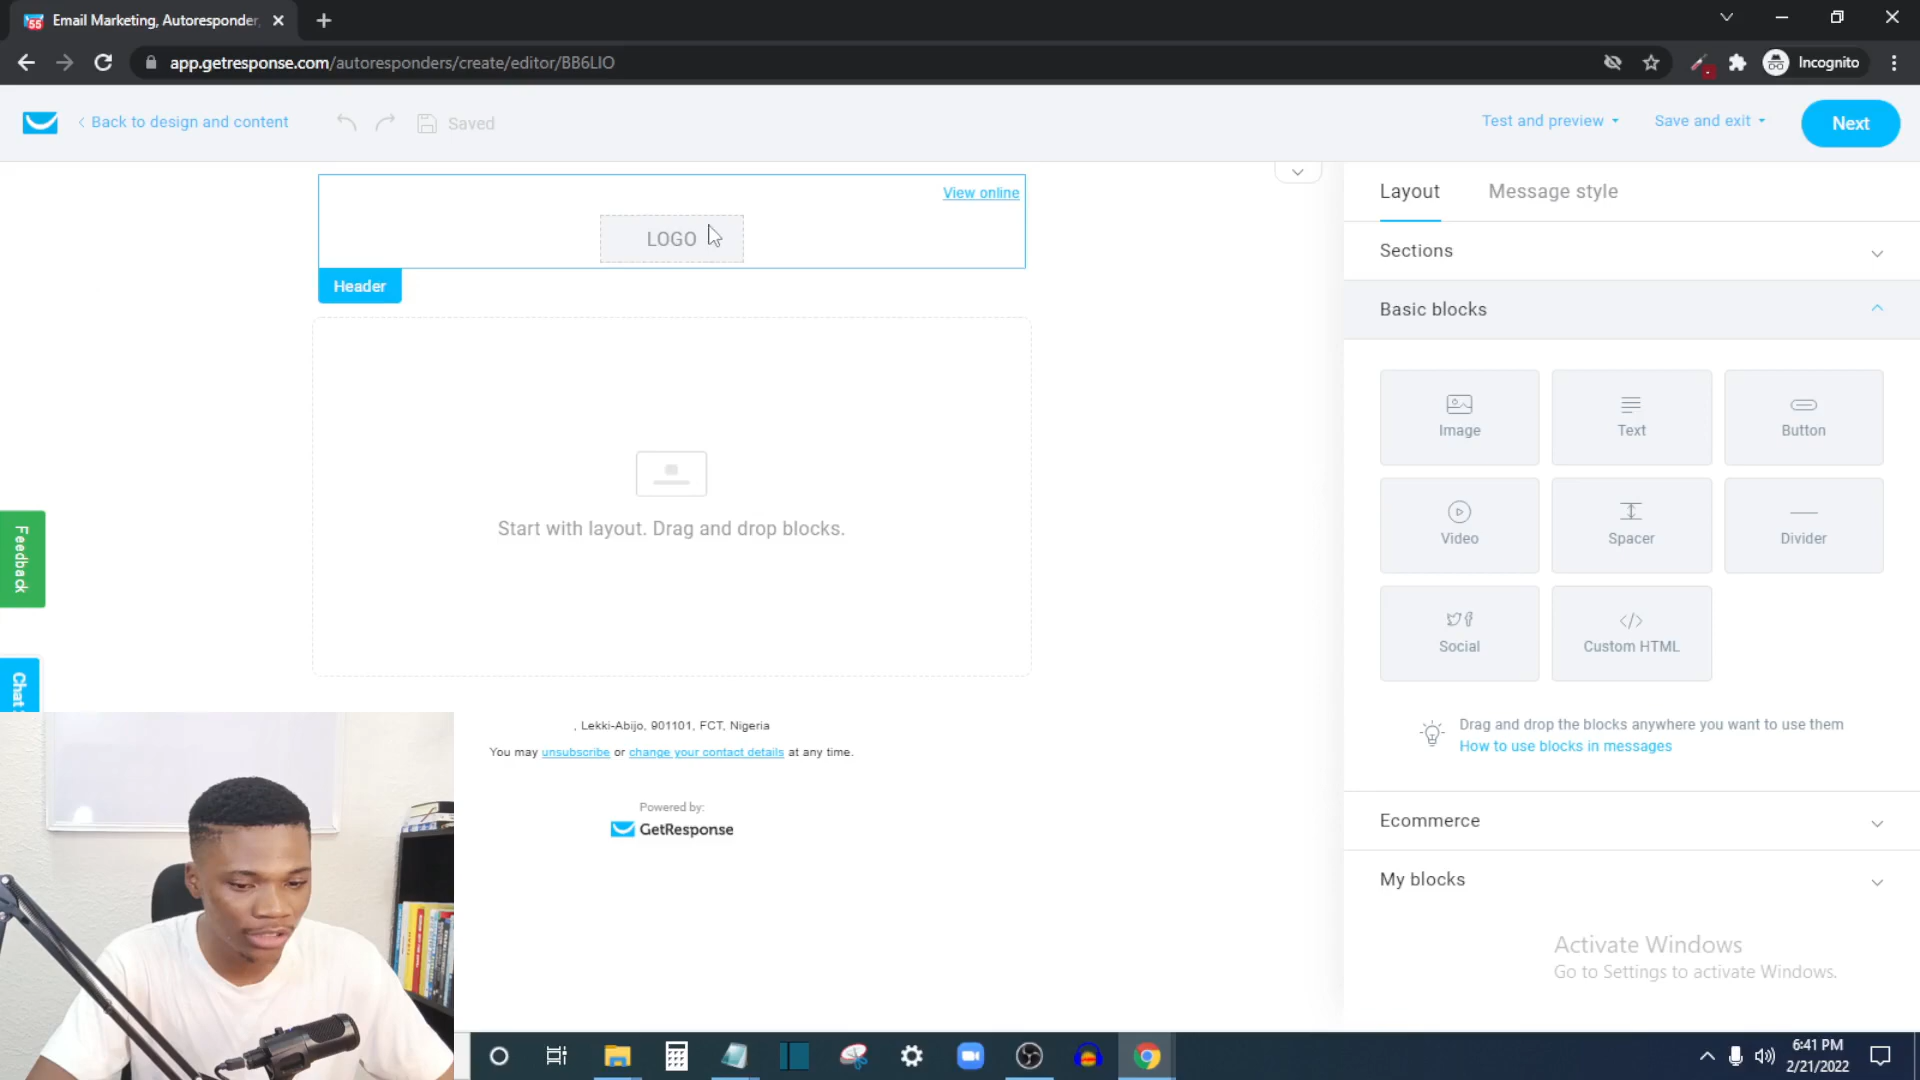 Email Marketing, Autoresponder,
app.getresponse.com/autoresponders/create/editor/BB6LIO
Incognito
Back to design and content
Saved
Test and preview
Save and exit
Next
View online
LOGO
Header
Start with layout. Drag and drop blocks.
, Lekki-Abijo, 901101, FCT, Nigeria
You may unsubscribe or change your contact details at any time.
Powered by:
GetResponse
Feedback
Chat
Layout
Message style
Sections
Basic blocks
Image
Text
Button
Video
Spacer
Divider
Social
Custom HTML
Drag and drop the blocks anywhere you want to use them
How to use blocks in messages
Ecommerce
My blocks
Activate Windows
Go to Settings to activate Windows.
6:41 PM
2/21/2022